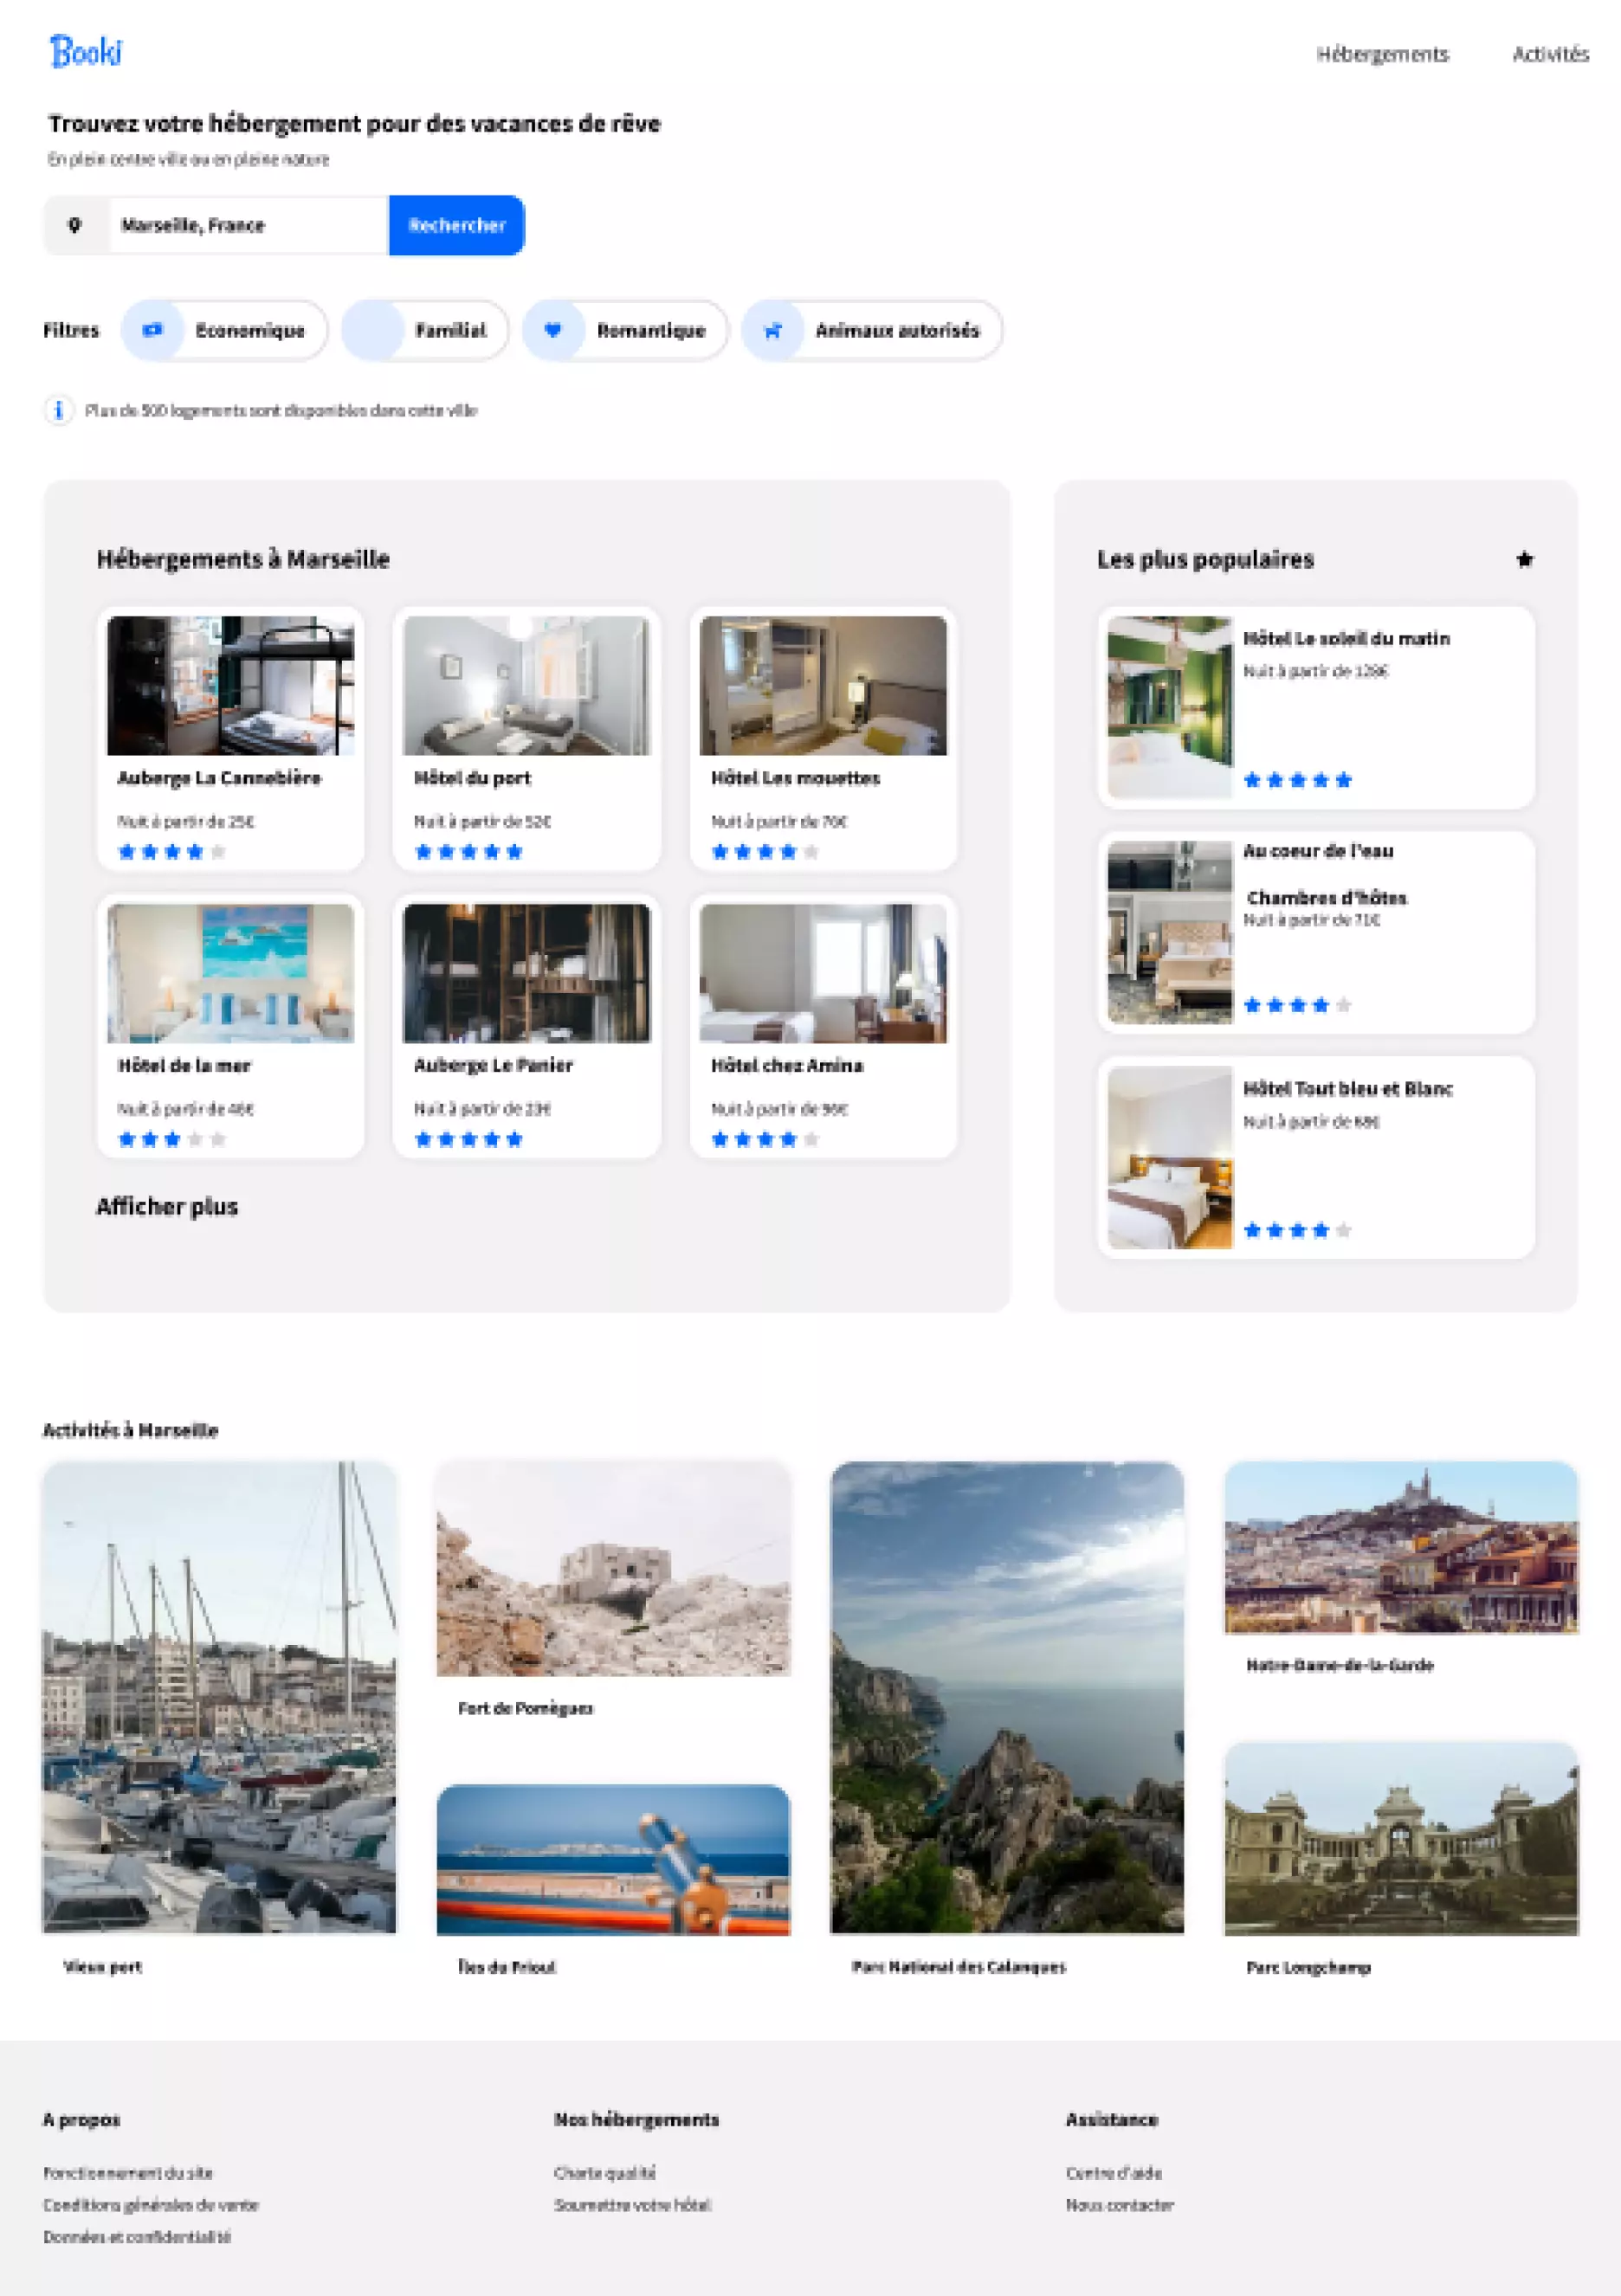 Booki
Hébergements
Activités
Trouvez votre hébergement pour des vacances de rêve
En plein centre ville ou en pleine nature
Marseille, France
Rechercher
Filtres
Economique
Familial
Romantique
Animaux autorisés
Plus de 500 logements sont disponibles dans cette ville
Hébergements à Marseille
Auberge La Cannebière
Nuit à partir de 25€
Hôtel du port
Nuit à partir de 52€
Hôtel Les mouettes
Nuit à partir de 76€
Hôtel de la mer
Nuit à partir de 46€
Auberge Le Panier
Nuit à partir de 23€
Hôtel chez Amina
Nuit à partir de 96€
Afficher plus
Les plus populaires
Hôtel Le soleil du matin
Nuit à partir de 128€
Au coeur de l'eau
Chambres d'hôtes
Nuit à partir de 71€
Hôtel Tout bleu et Blanc
Nuit à partir de 68€
Activités à Marseille
Vieux port
Fort de Pomègues
Îles du Frioul
Parc National des Calanques
Notre-Dame-de-la-Garde
Parc Longchamp
A propos
Fonctionnement du site
Conditions générales de vente
Données et confidentialité
Nos hébergements
Charte qualité
Soumettre votre hôtel
Assistance
Centre d'aide
Nous contacter